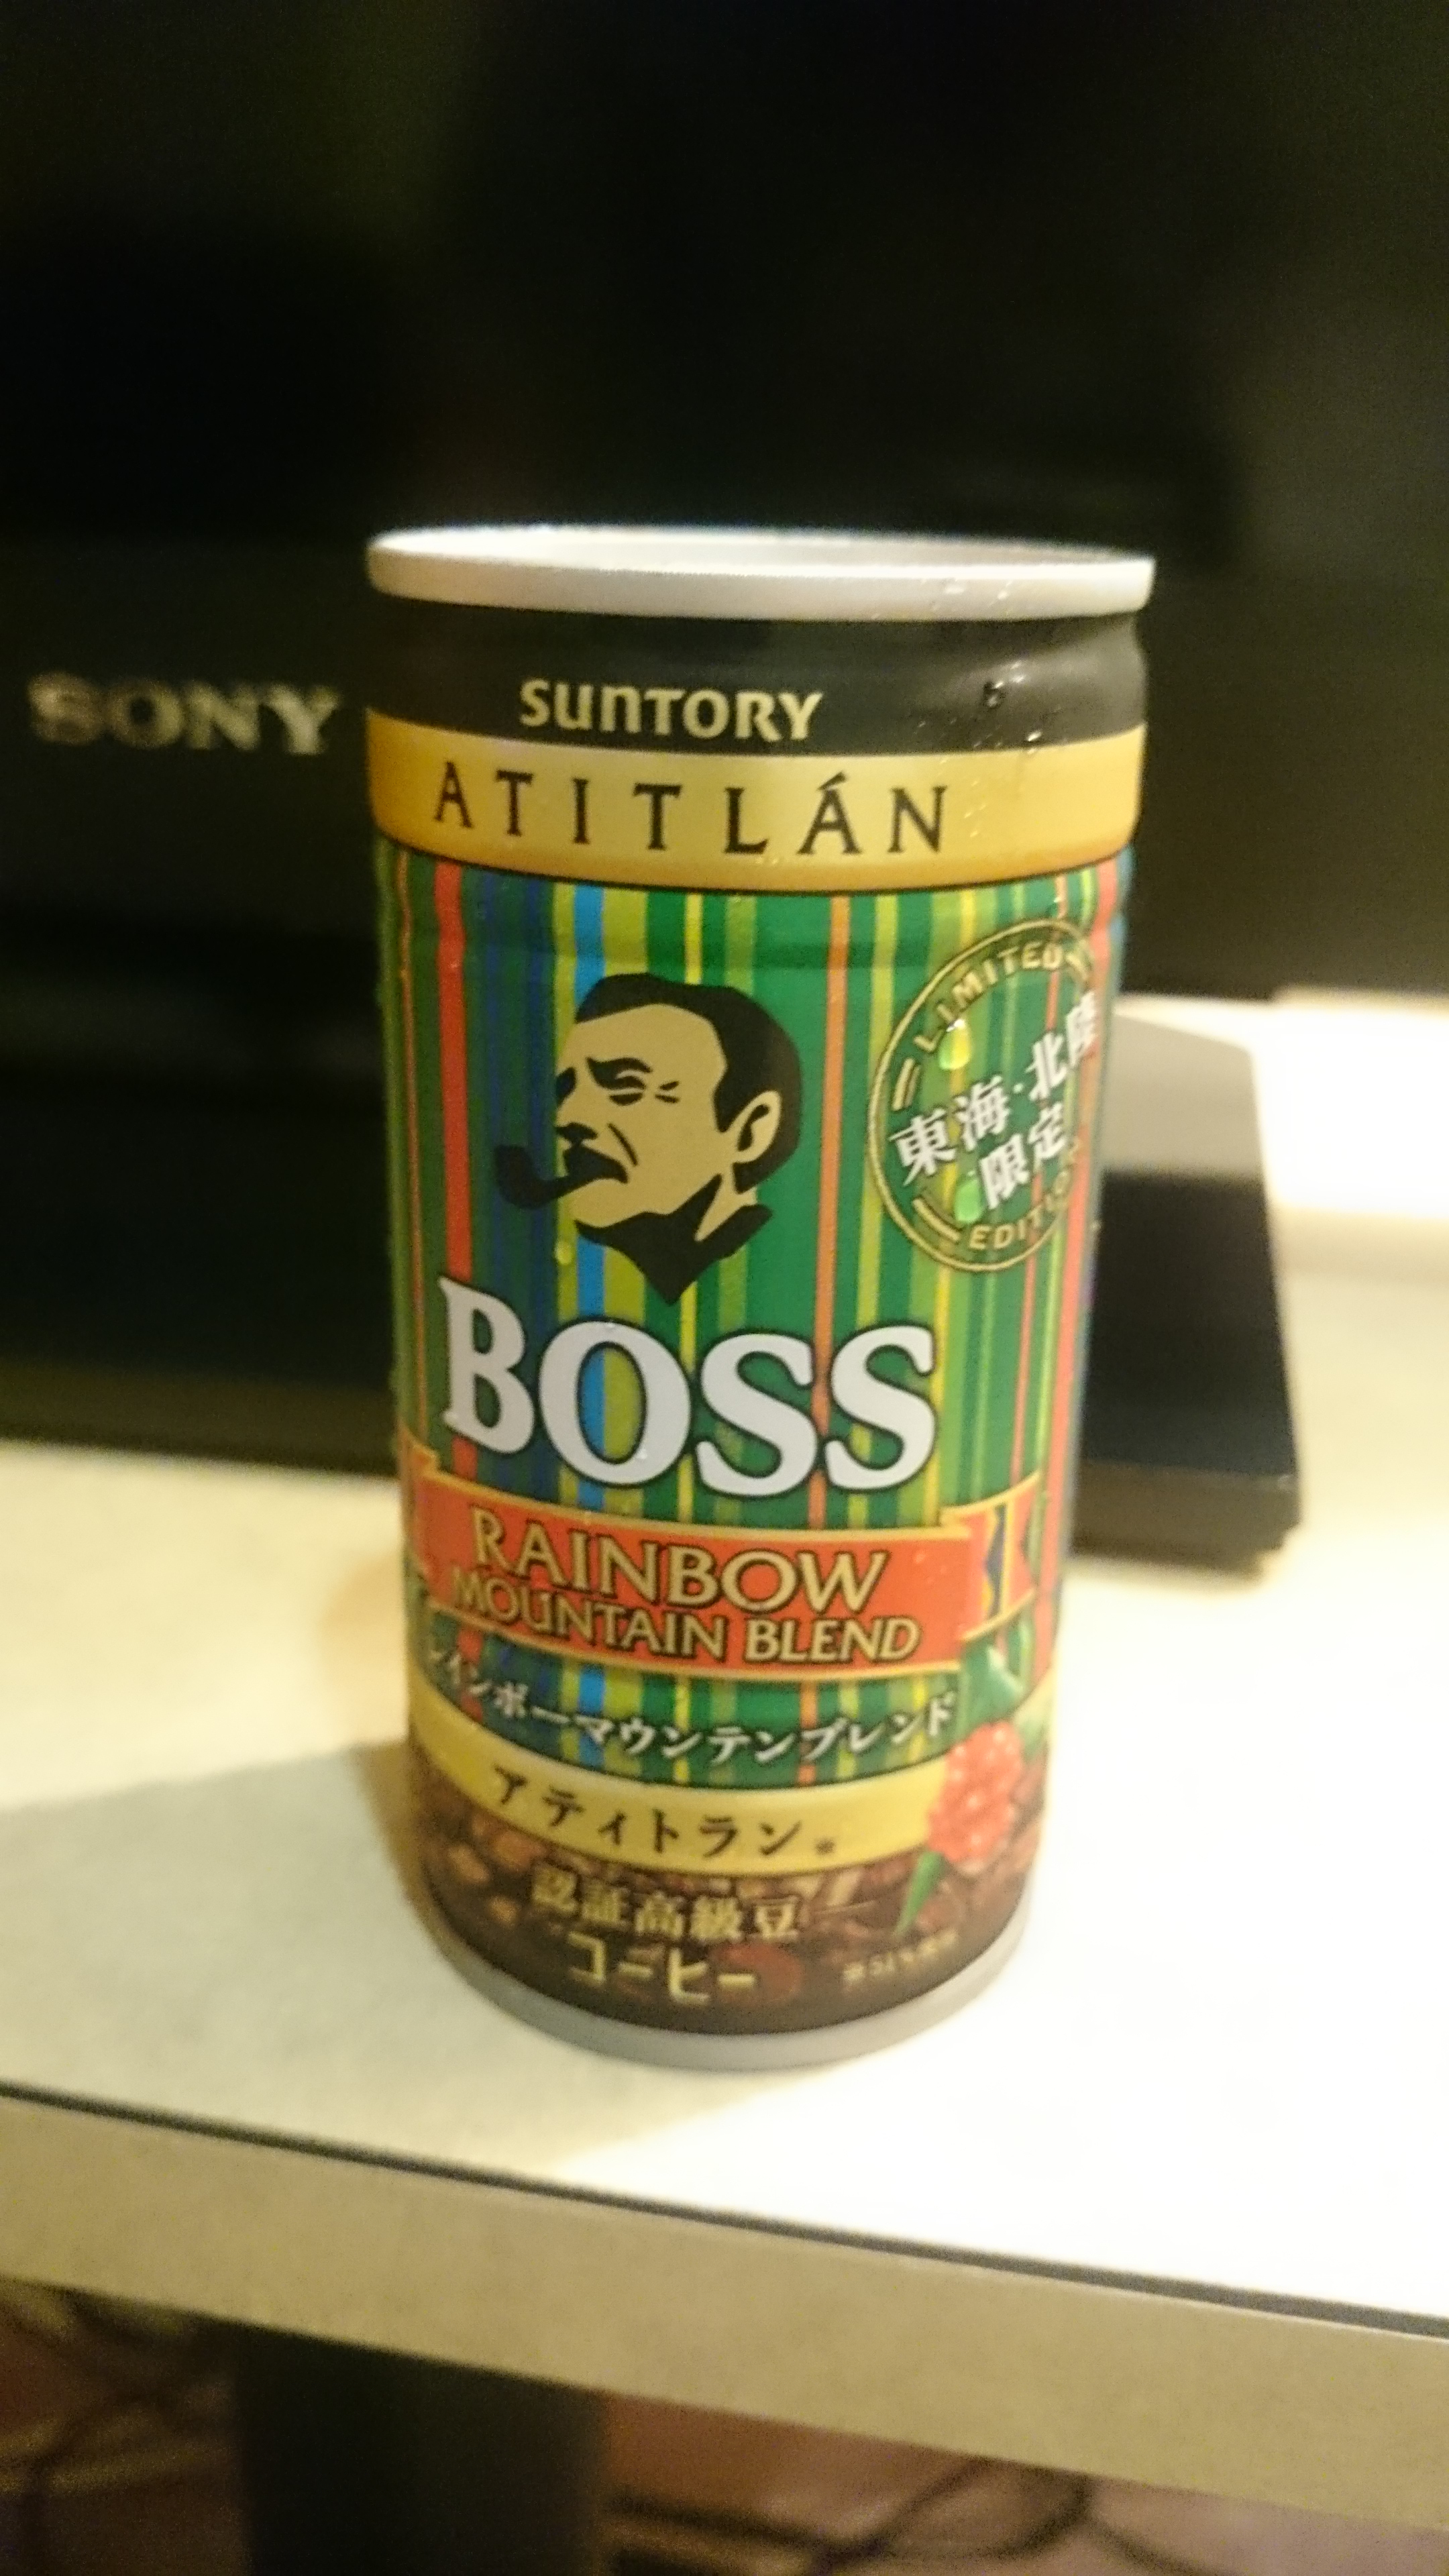 SONY
SUNTORY
ATITLÁN
LIMITED
東海・北陸
限定
EDITION
BOSS
RAINBOW
MOUNTAIN BLEND
レインボーマウンテンブレンド
アティトラン※
認証高級豆
コーヒー